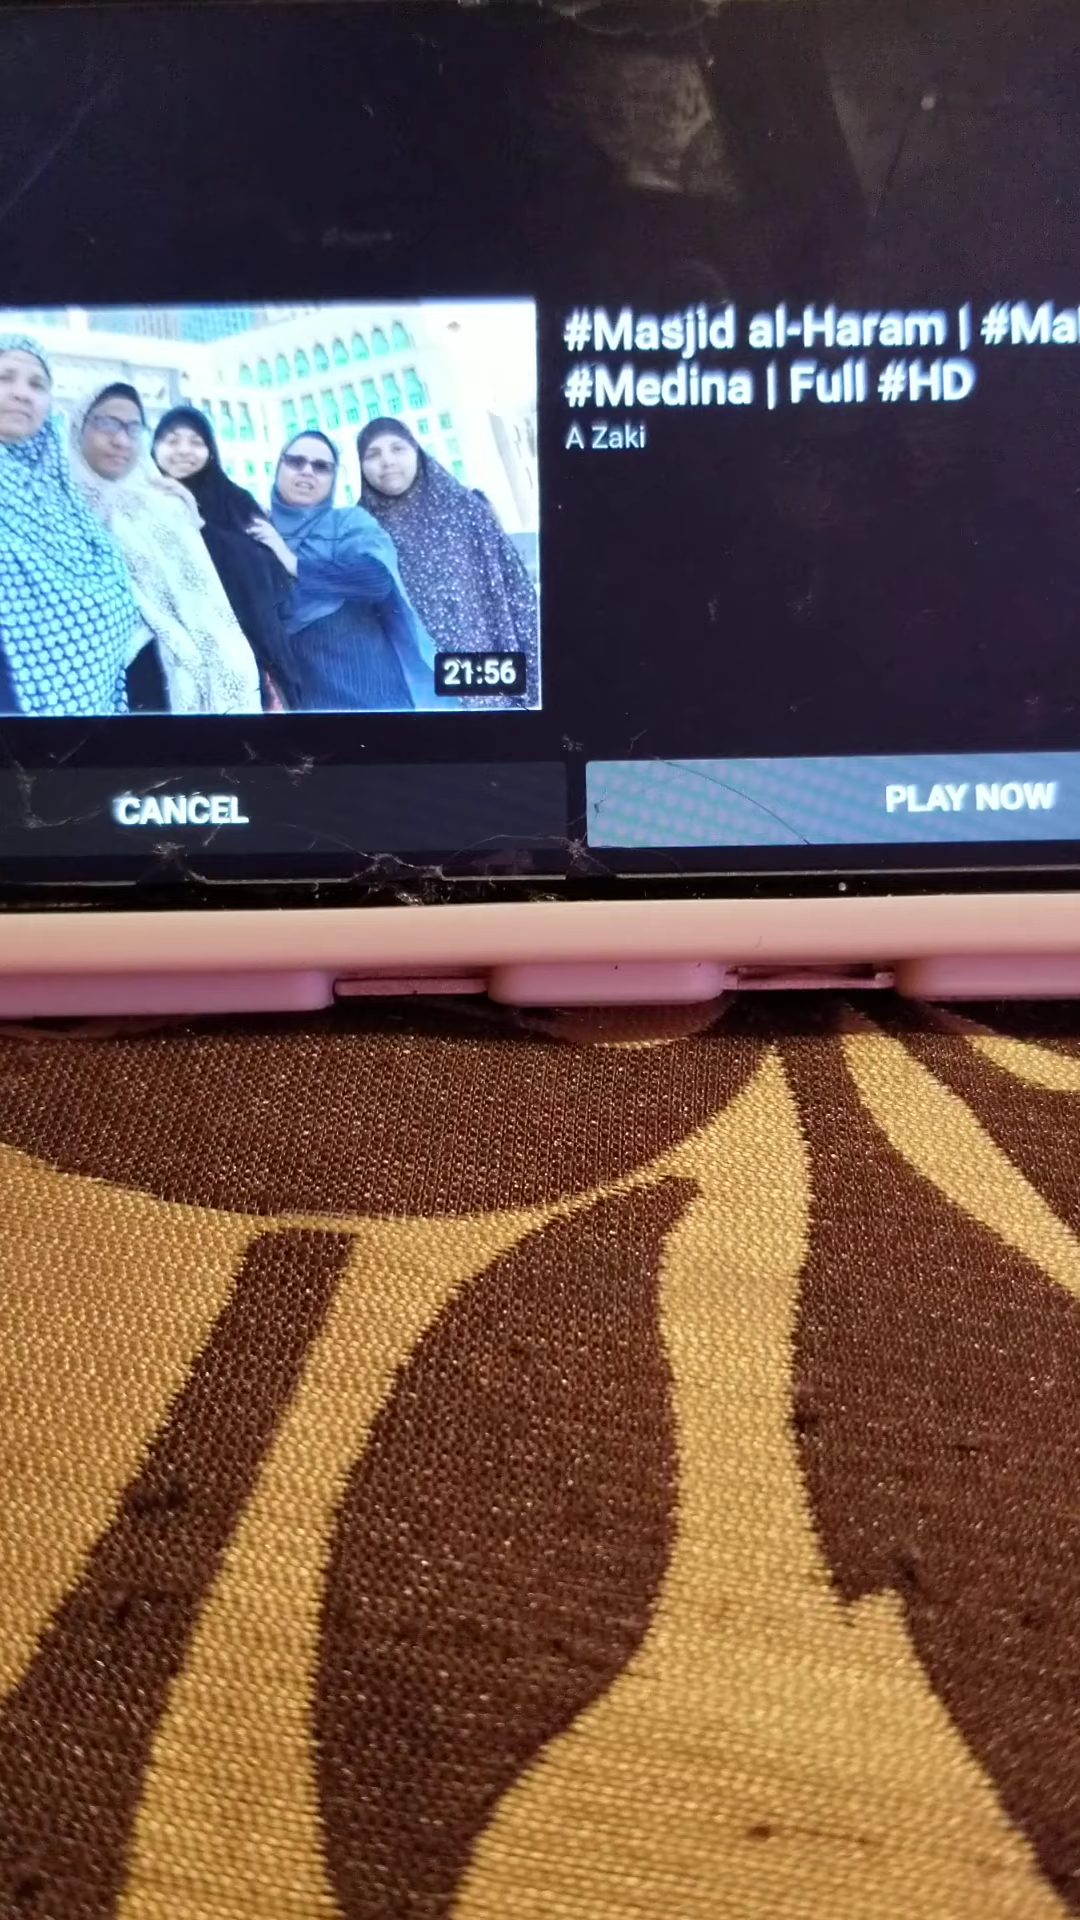 #Masjid al-Haram | #Ma
#Medina | Full #HD
A Zaki
21:56
CANCEL
PLAY NOW